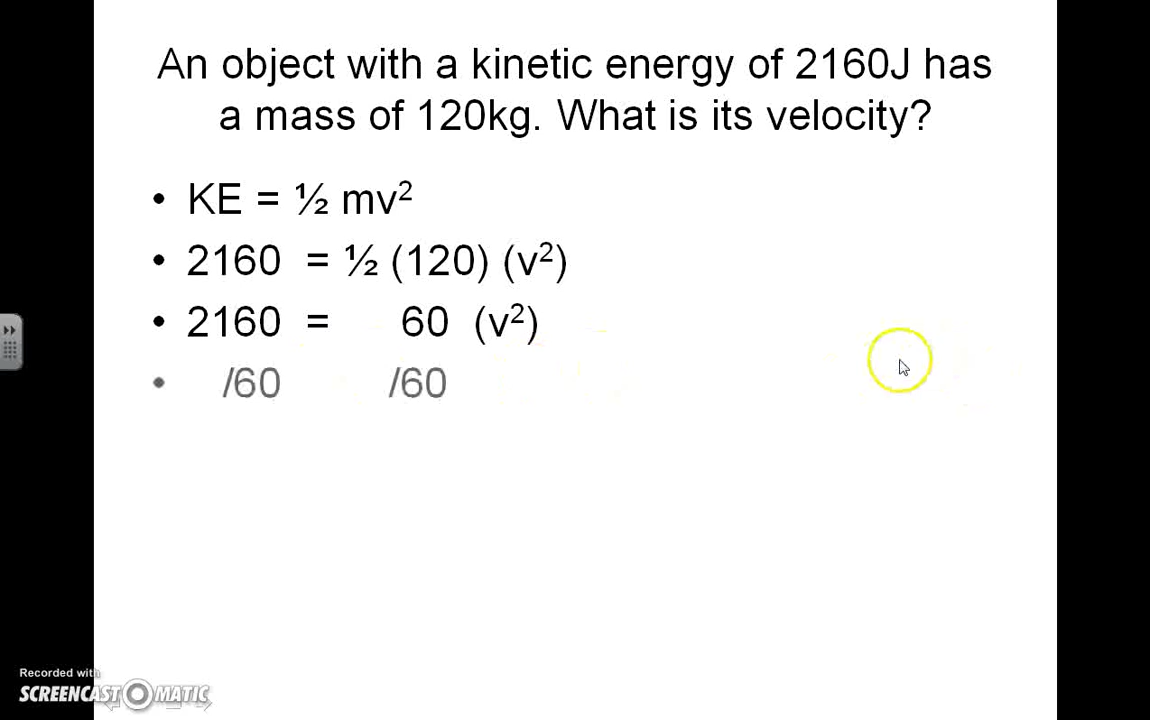 An object with a kinetic energy of 2160J has
a mass of 120kg. What is its velocity?
• KE = ½ mv²
• 2160 = ½ (120) (v²)
• 2160 = 60 (v²)
• /60 /60
Recorded with
SCREENCAST O MATIC